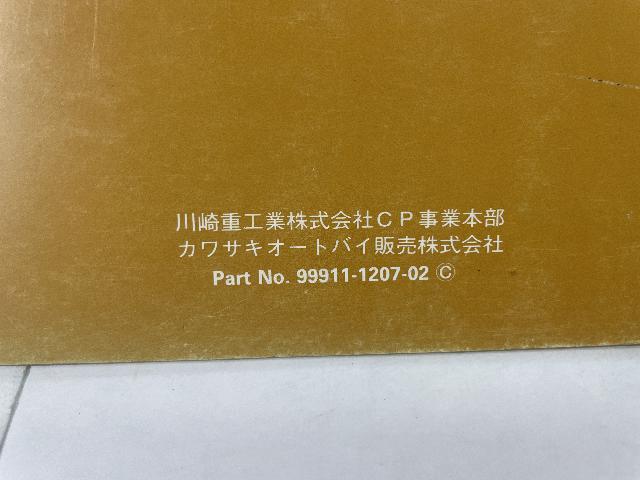 川崎重工業株式会社CP事業本部
カワサキオートバイ販売株式会社
Part No. 99911-1207-02 ©